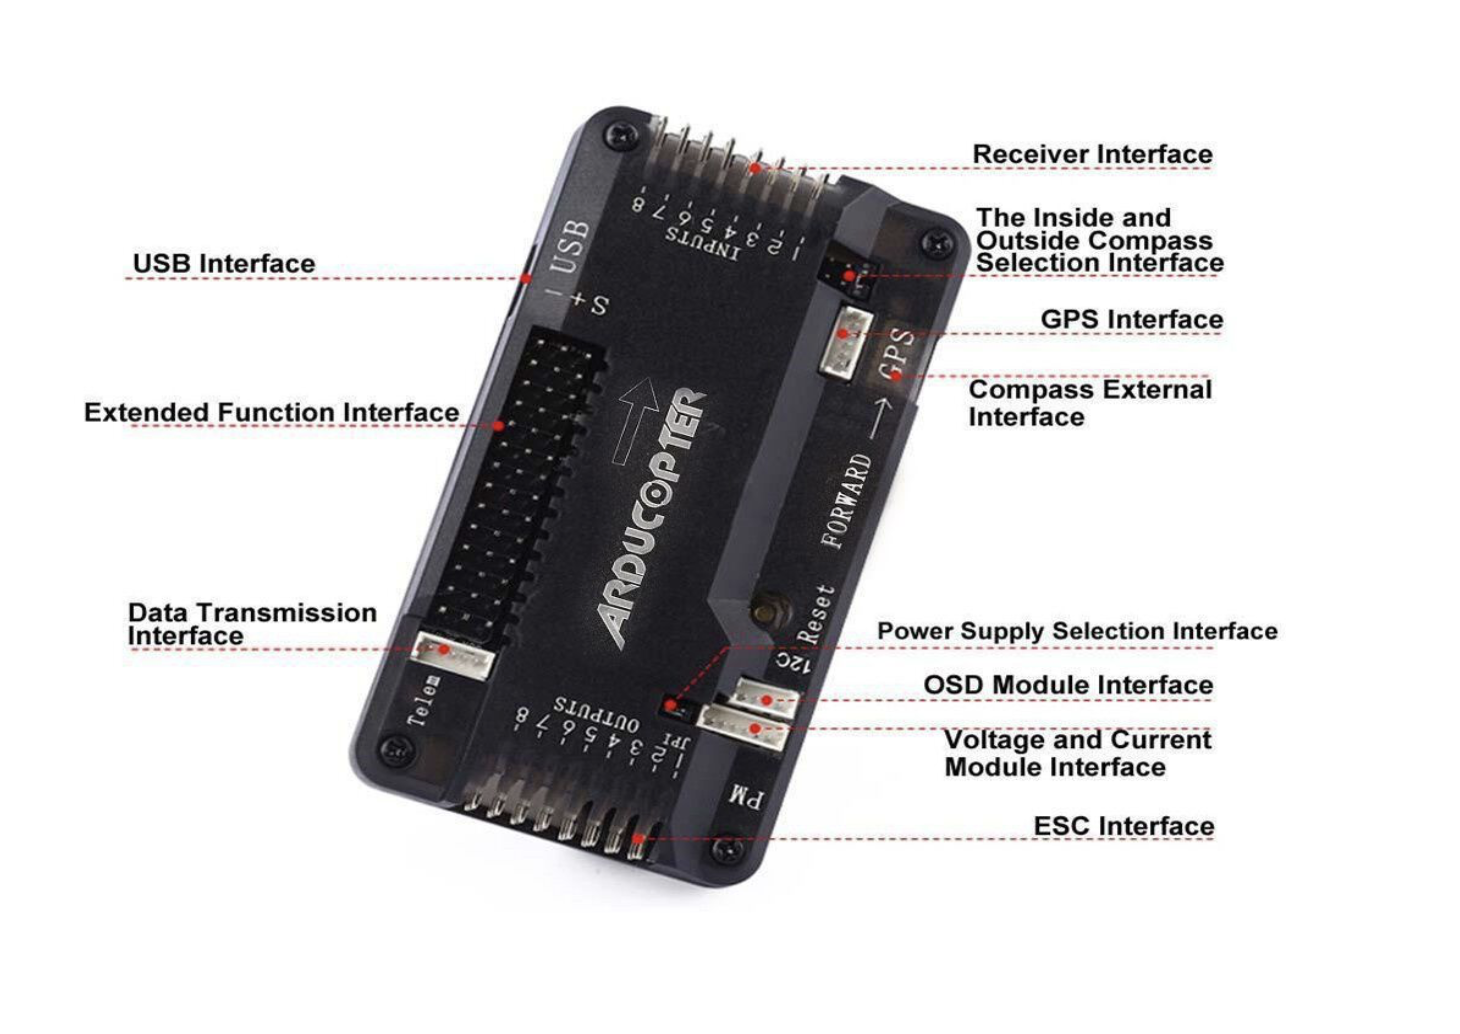 Receiver Interface
The Inside and
Outside Compass
Selection Interface
GPS Interface
Compass External
Interface
USB Interface
Extended Function Interface
Data Transmission
Interface
Power Supply Selection Interface
OSD Module Interface
Voltage and Current
Module Interface
ESC Interface
8 7 6 5 4 3 2 1
INPUTS
USB
- + S
GPS
FORWARD
ARDUCOPTER
Reset
12C
Telem
OUTPUTS
8 7 6 5 4 3 2 1
JP1
PM